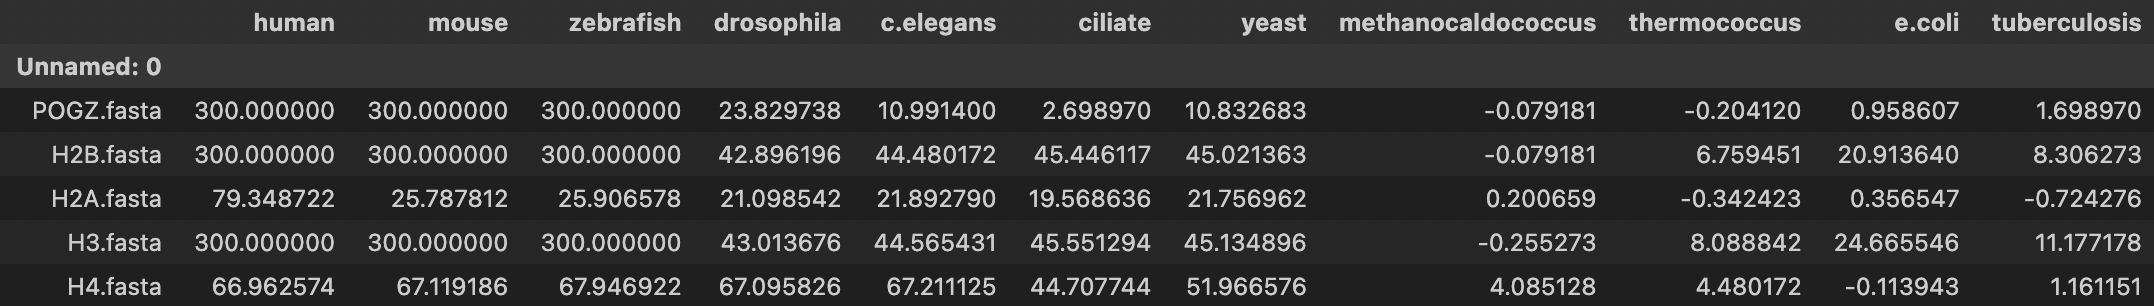 human mouse zebrafish drosophila c.elegans ciliate yeast methanocaldococcus thermococcus e.coli tuberculosis
Unnamed: 0
POGZ.fasta 300.000000 300.000000 300.000000 23.829738 10.991400 2.698970 10.832683 -0.079181 -0.204120 0.958607 1.698970
H2B.fasta 300.000000 300.000000 300.000000 42.896196 44.480172 45.446117 45.021363 -0.079181 6.759451 20.913640 8.306273
H2A.fasta 79.348722 25.787812 25.906578 21.098542 21.892790 19.568636 21.756962 0.200659 -0.342423 0.356547 -0.724276
H3.fasta 300.000000 300.000000 300.000000 43.013676 44.565431 45.551294 45.134896 -0.255273 8.088842 24.665546 11.177178
H4.fasta 66.962574 67.119186 67.946922 67.095826 67.211125 44.707744 51.966576 4.085128 4.480172 -0.113943 1.161151